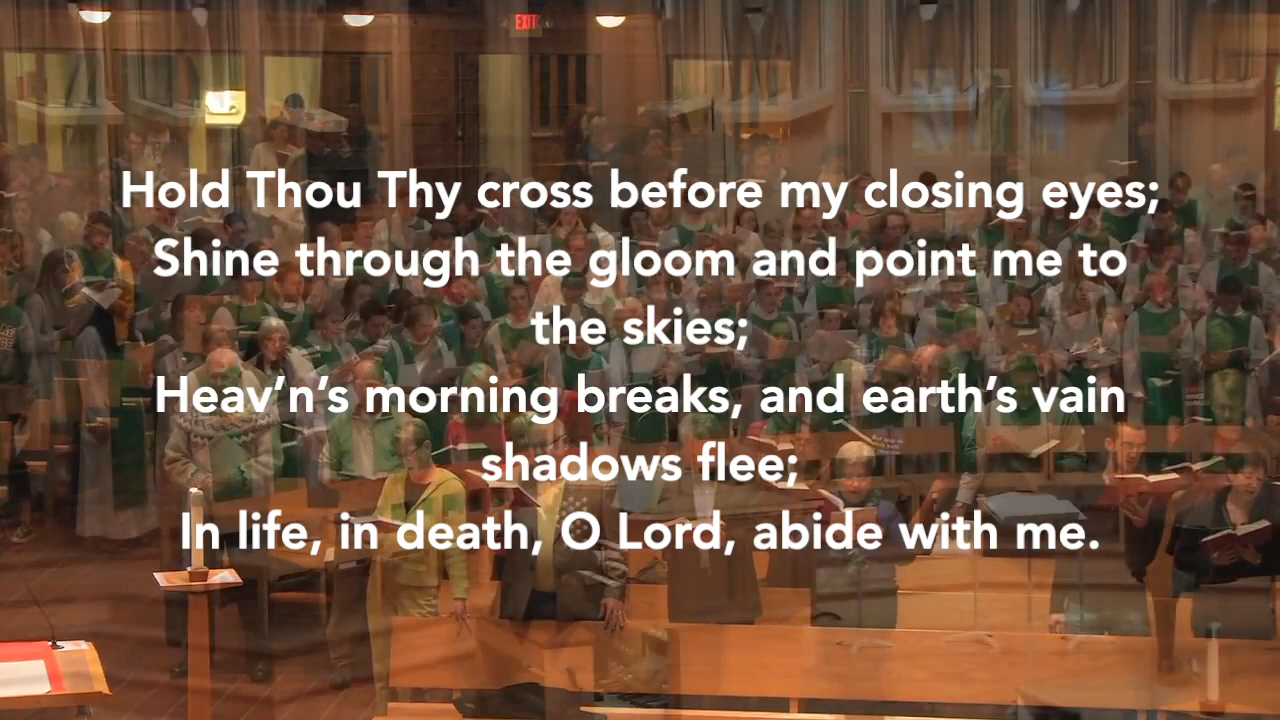 EXIT
Hold Thou Thy cross before my closing eyes;
Shine through the gloom and point me to
the skies;
Heav’n’s morning breaks, and earth’s vain
shadows flee;
In life, in death, O Lord, abide with me.